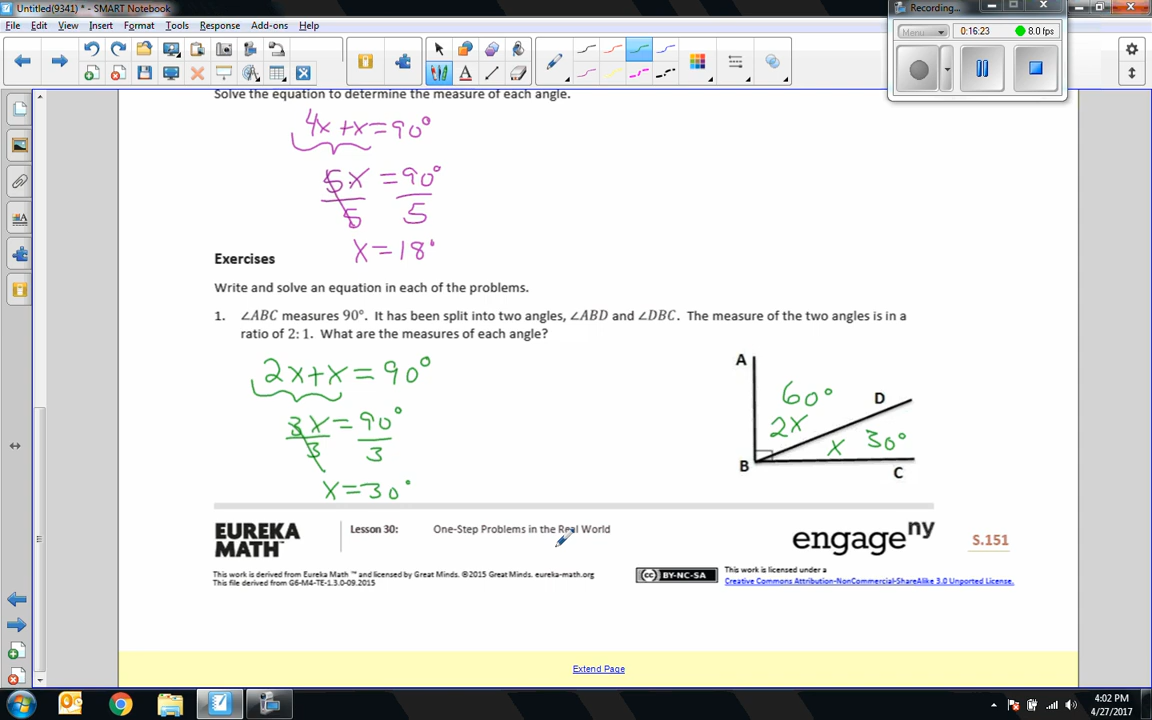 Untitled(9341) * - SMART Notebook
Recording...
File Edit View Insert Format Tools Response Add-ons Help
Menu
0:16:23
8.0 fps
Solve the equation to determine the measure of each angle.
4x + x = 90°
5x = 90°
5 5
x = 18°
Exercises
Write and solve an equation in each of the problems.
1. ∠ABC measures 90°. It has been split into two angles, ∠ABD and ∠DBC. The measure of the two angles is in a
ratio of 2: 1. What are the measures of each angle?
2x + x = 90°
3x = 90°
3 3
x = 30°
A
60°
D
2x
x 30°
B
C
EUREKA
MATH™
Lesson 30:
One-Step Problems in the Real World
engage ny
S.151
This work is derived from Eureka Math ™ and licensed by Great Minds. ©2015 Great Minds. eureka-math.org
This file derived from G6-M4-TE-1.3.0-09.2015
(cc) BY-NC-SA
This work is licensed under a
Creative Commons Attribution-NonCommercial-ShareAlike 3.0 Unported License.
Extend Page
4:02 PM
4/27/2017